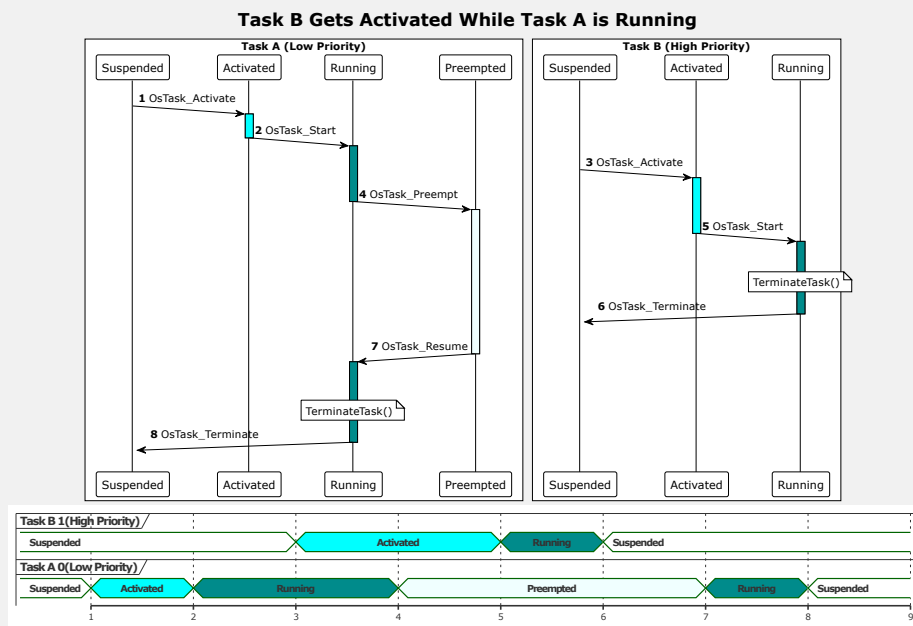 Task B Gets Activated While Task A is Running
Task A (Low Priority) Task B (High Priority)
Suspended Activated Running Preempted Suspended Activated Running
1 OsTask_Activate
2 OsTask_Start
3 OsTask_Activate
4 OsTask_Preempt
5 OsTask_Start
TerminateTask()
6 OsTask_Terminate
7 OsTask_Resume
TerminateTask()
8 OsTask_Terminate
Suspended Activated Running Preempted Suspended Activated Running
Task B 1(High Priority)
Suspended Activated Running Suspended
Task A 0(Low Priority)
Suspended Activated Running Preempted Running Suspended
1 2 3 4 5 6 7 8 9